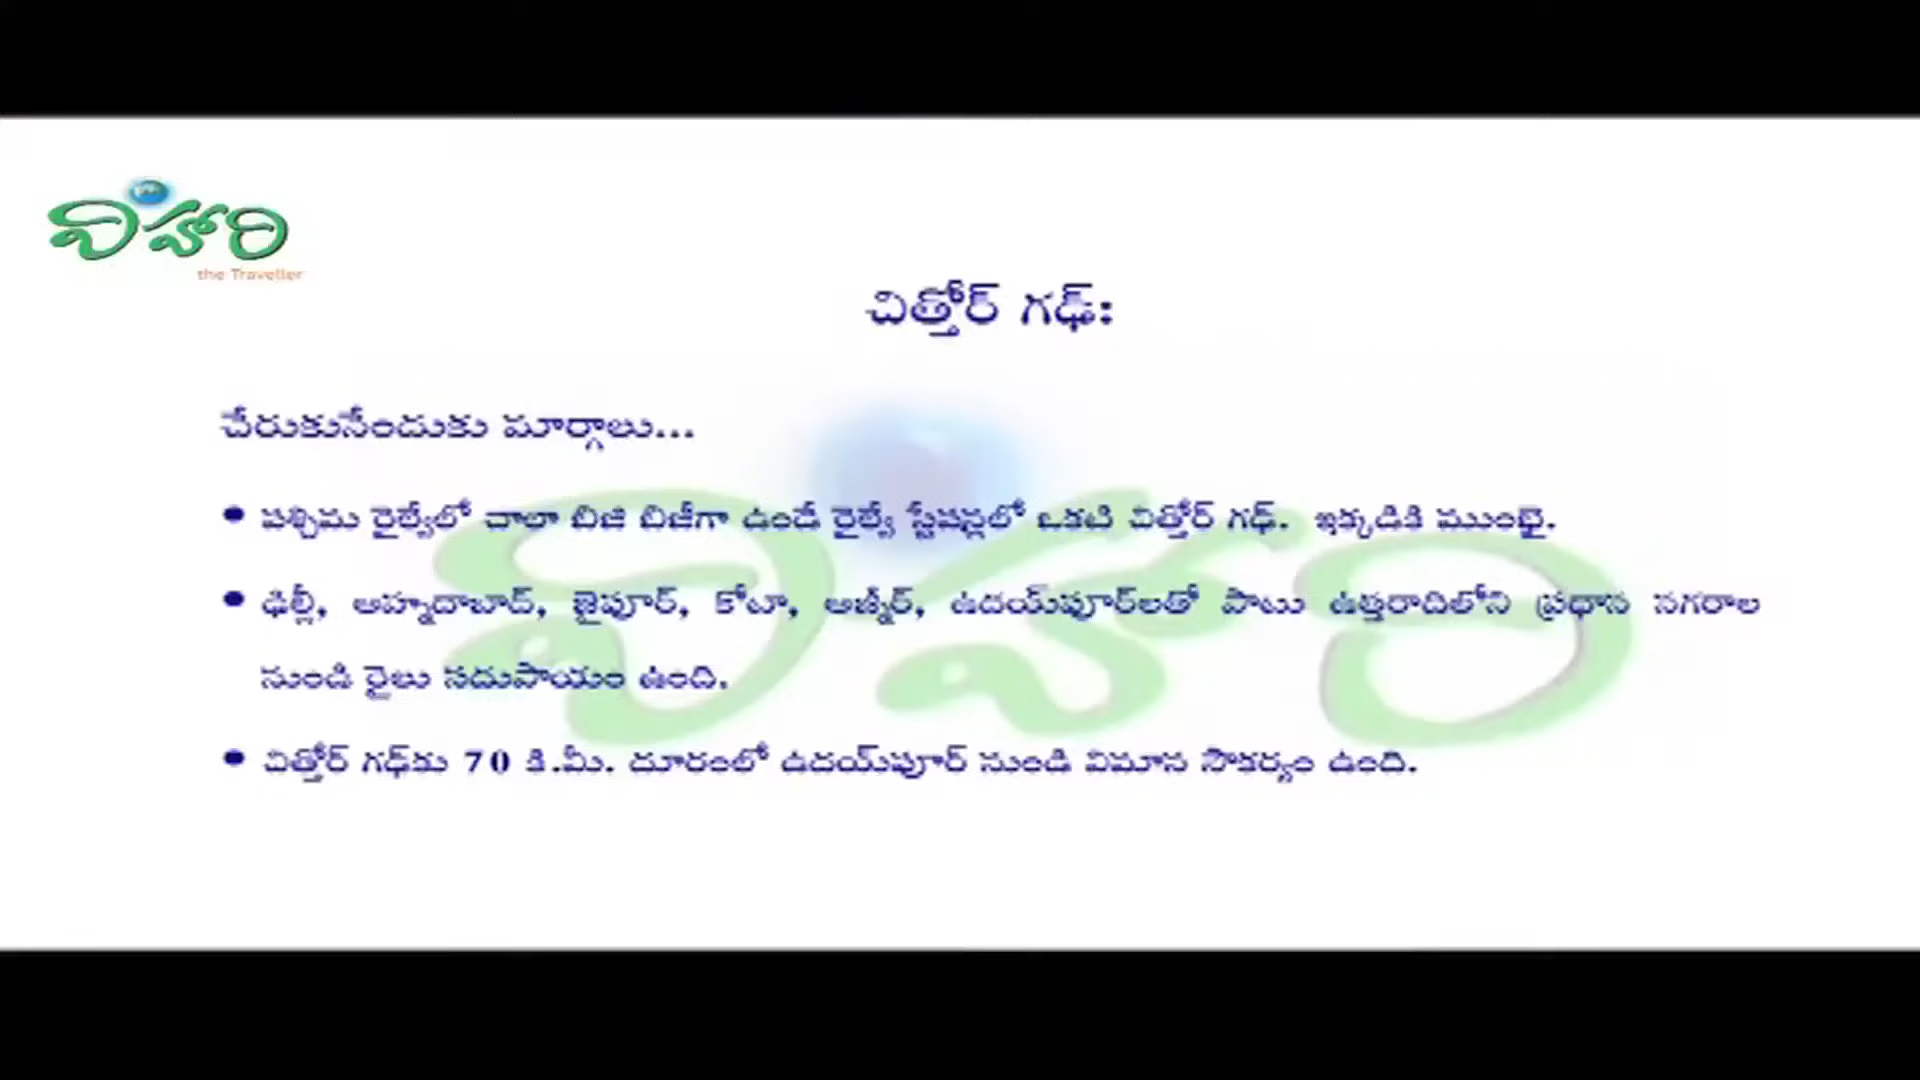 విహారి
the Traveller
చిత్తోర్ గఢ్:
చేరుకునేందుకు మార్గాలు...
• పశ్చిమ రైల్వేలో చాలా బిజి బిజీగా ఉండే రైల్వే స్టేషన్లలో ఒకటి చిత్తోర్ గఢ్. ఇక్కడికి ముంబై.
• ఢిల్లీ, అహ్మదాబాద్, జైపూర్, కోటా, ఆజ్మీర్, ఉదయ్‌పూర్‌లతో పాటు ఉత్తరాదిలోని ప్రధాన నగరాల
నుండి రైలు సదుపాయం ఉంది.
• చిత్తోర్ గఢ్‌కు 70 కి.మీ. దూరంలో ఉదయ్‌పూర్ నుండి విమాన సౌకర్యం ఉంది.
విహారి